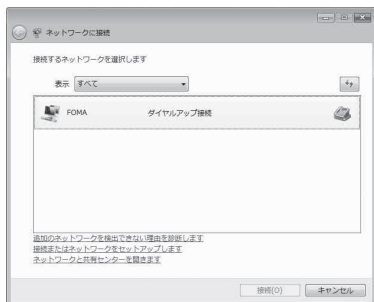 ネットワークに接続
接続するネットワークを選択します
表示 すべて
FOMA ダイヤルアップ接続
追加のネットワークを検出できない理由を診断します
接続またはネットワークをセットアップします
ネットワークと共有センターを開きます
接続(O) キャンセル